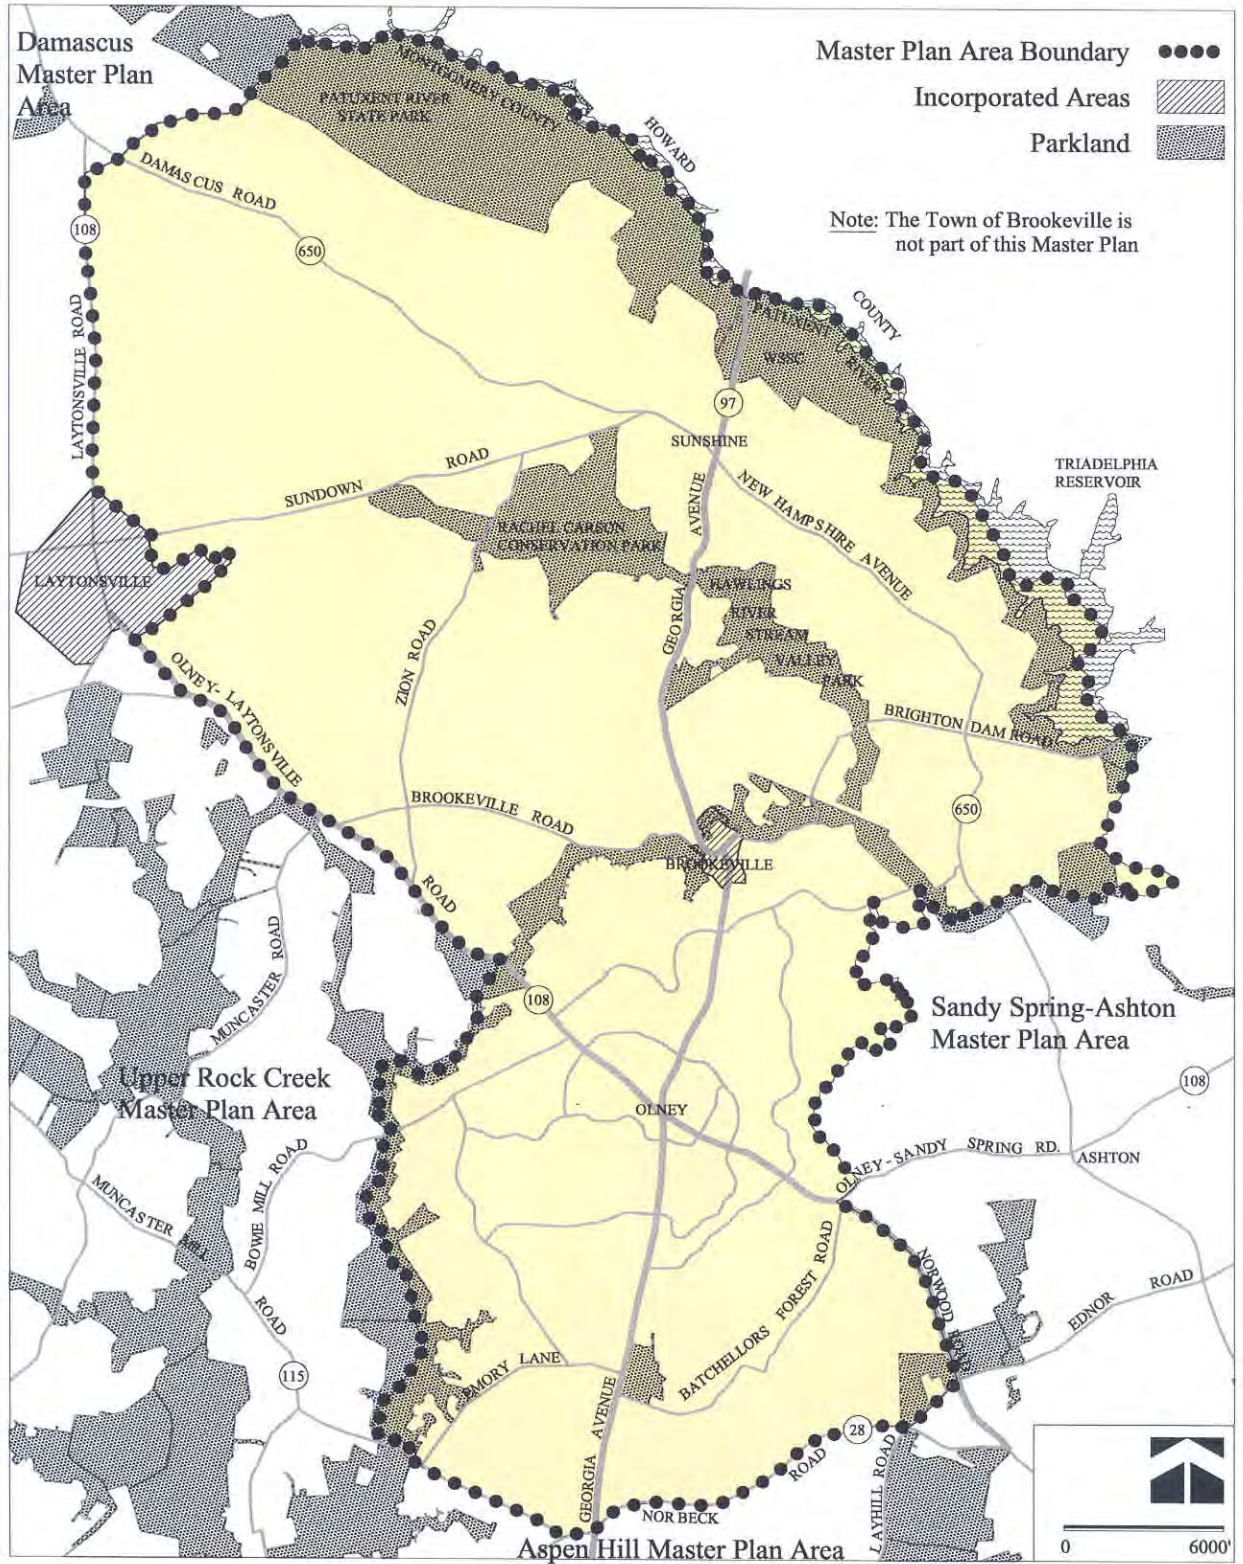 Damascus
Master Plan
Area
Master Plan Area Boundary
Incorporated Areas
Parkland
Note: The Town of Brookeville is
not part of this Master Plan
PATUXENT RIVER
STATE PARK
MONTGOMERY COUNTY
HOWARD
COUNTY
DAMASCUS ROAD
108
650
LAYTONSVILLE ROAD
PATUXENT
RIVER
WSSC
97
SUNSHINE
SUNDOWN ROAD
TRIADELPHIA
RESERVOIR
NEW HAMPSHIRE AVENUE
RACHEL CARSON
CONSERVATION PARK
GEORGIA AVENUE
LAYTONSVILLE
HAWLINGS
RIVER
STREAM
VALLEY
PARK
ZION ROAD
OLNEY-LAYTONSVILLE
ROAD
BRIGHTON DAM ROAD
650
BROOKEVILLE ROAD
BROOKEVILLE
MUNCASTER ROAD
108
Sandy Spring-Ashton
Master Plan Area
Upper Rock Creek
Master Plan Area
108
OLNEY
OLNEY-SANDY SPRING RD.
ASHTON
BOWIE MILL ROAD
MUNCASTER MILL
ROAD
115
NORWOOD ROAD
EDNOR ROAD
BATCHELLORS FOREST ROAD
EMORY LANE
GEORGIA AVENUE
28
NORBECK ROAD
LAYHILL ROAD
Aspen Hill Master Plan Area
0 6000'